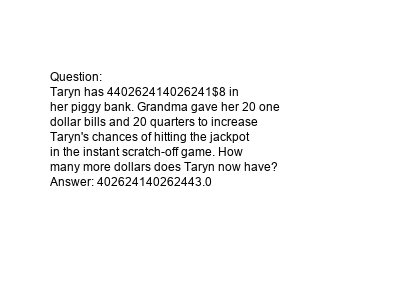 Question:
Taryn has 440262414026241$8 in
her piggy bank. Grandma gave her 20 one
dollar bills and 20 quarters to increase
Taryn's chances of hitting the jackpot
in the instant scratch-off game. How
many more dollars does Taryn now have?
Answer: 402624140262443.0